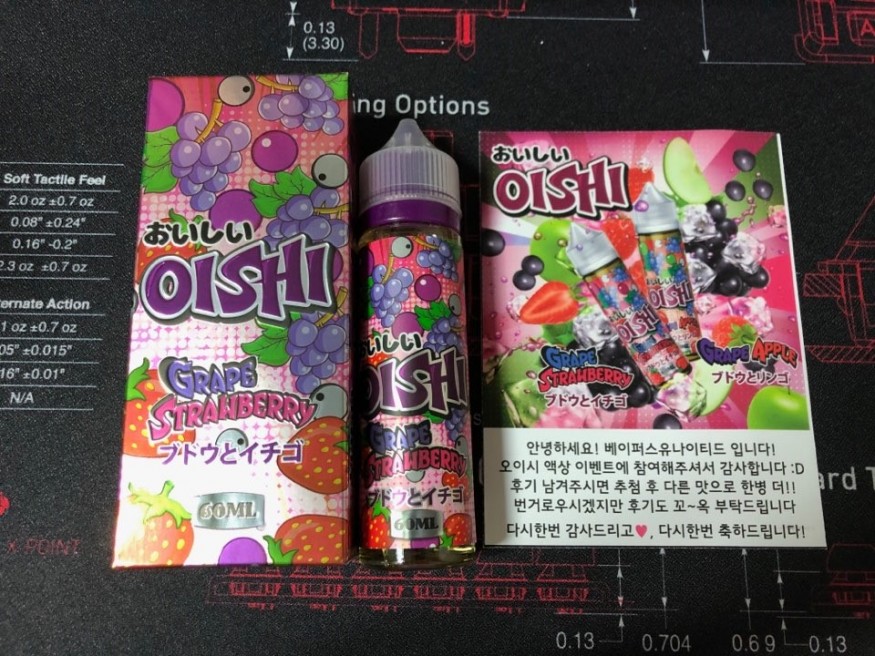 0.13
(3.30)
ng Options
Soft Tactile Feel
2.0 oz ±0.7 oz
0.08" ±0.24"
0.16" -0.2"
2.3 oz ±0.7 oz
ternate Action
1 oz ±0.7 oz
05" ±0.015"
16" ±0.01"
N/A
X POINT
おいしい
OISHI
GRAPE
STRAWBERRY
ブドウとイチゴ
60ML
おいしい
OISHI
GRAPE
STRAWBERRY
ブドウとイチゴ
60ML
おいしい
OISHI
OISHI
OISHI
GRAPE
STRAWBERRY
ブドウとイチゴ
GRAPE APPLE
ブドウとリンゴ
안녕하세요! 베이퍼스유나이티드 입니다!
오이시 액상 이벤트에 참여해주셔서 감사합니다 :D
후기 남겨주시면 추첨 후 다른 맛으로 한병 더!!
번거로우시겠지만 후기도 꼬~옥 부탁드립니다
다시한번 감사드리고♥, 다시한번 축하드립니다!
ard T
0.13
0.704
0.6 9
0.13